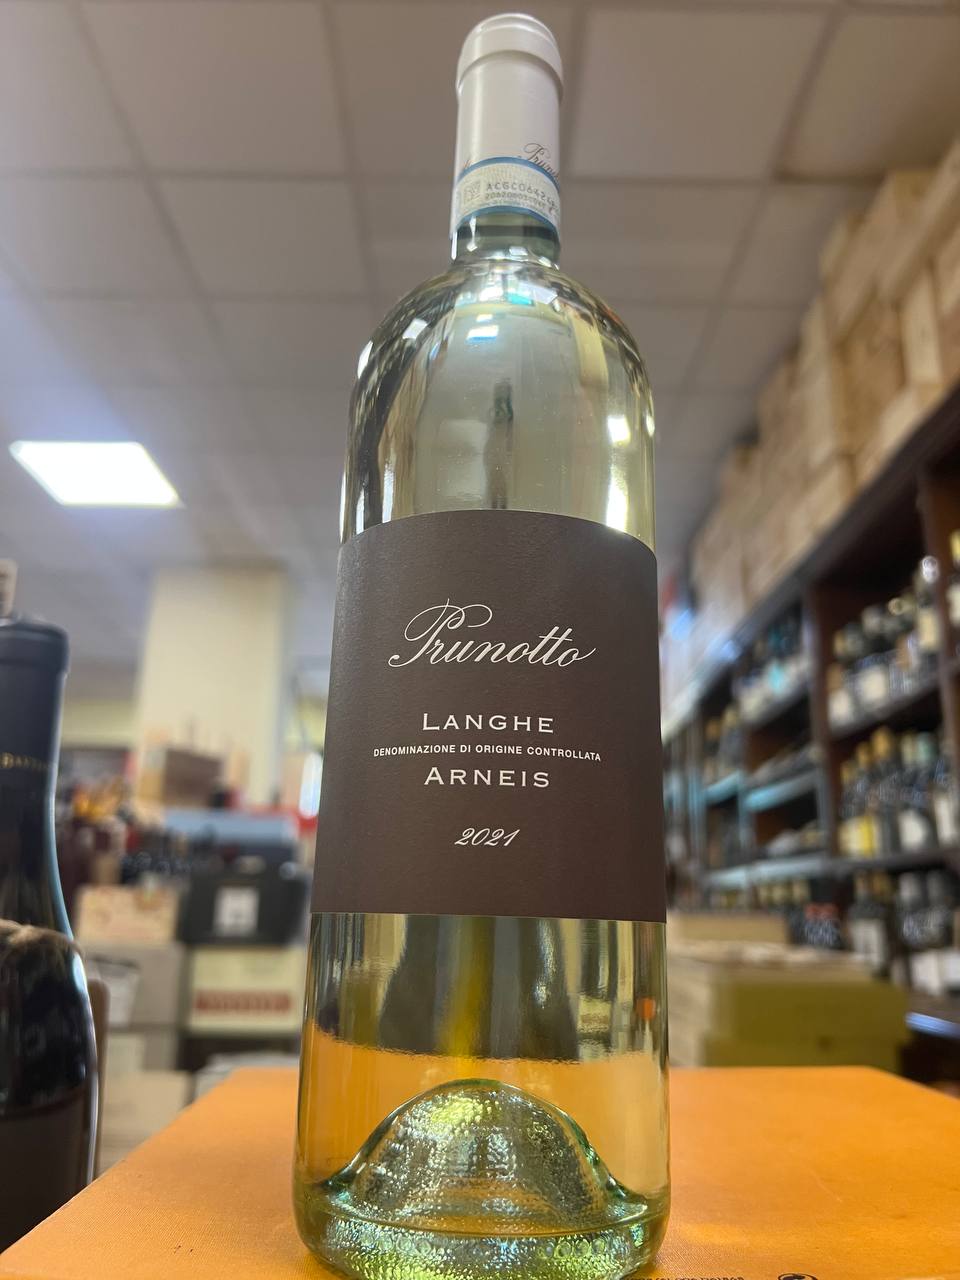 Prunotto
LANGHE
DENOMINAZIONE DI ORIGINE CONTROLLATA
ARNEIS
2021